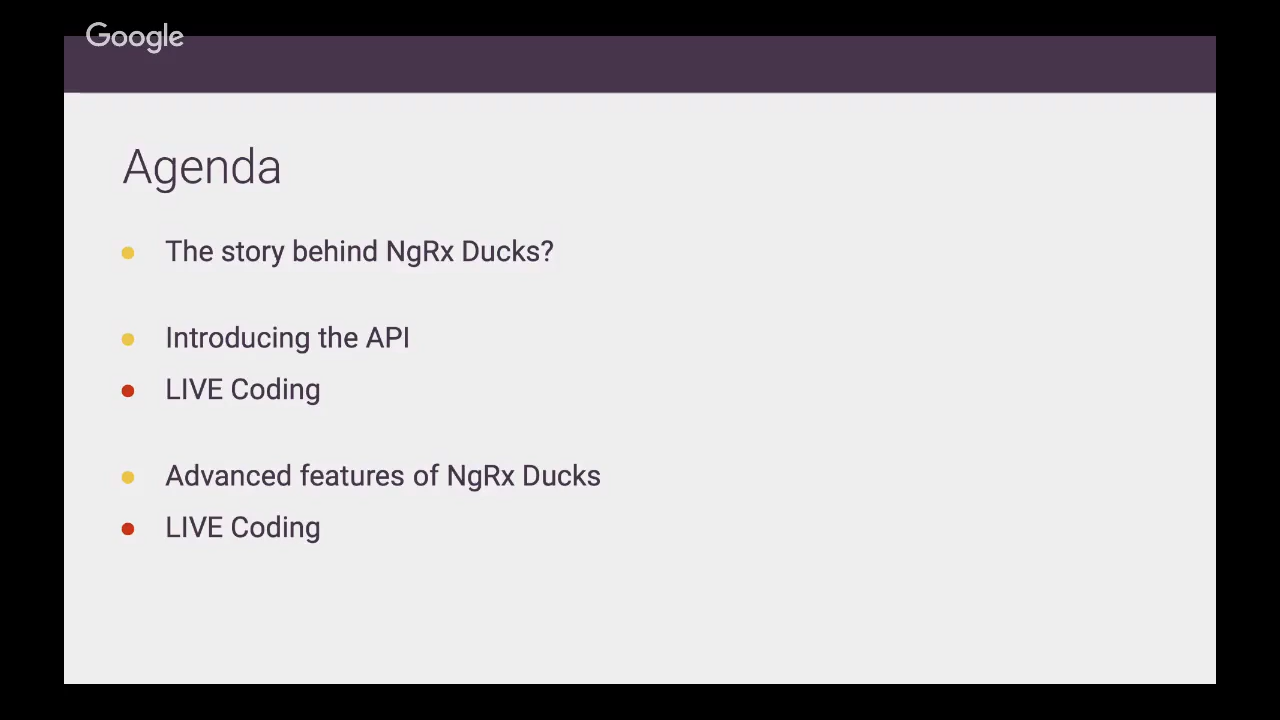 Google
Agenda
The story behind NgRx Ducks?
Introducing the API
LIVE Coding
Advanced features of NgRx Ducks
LIVE Coding